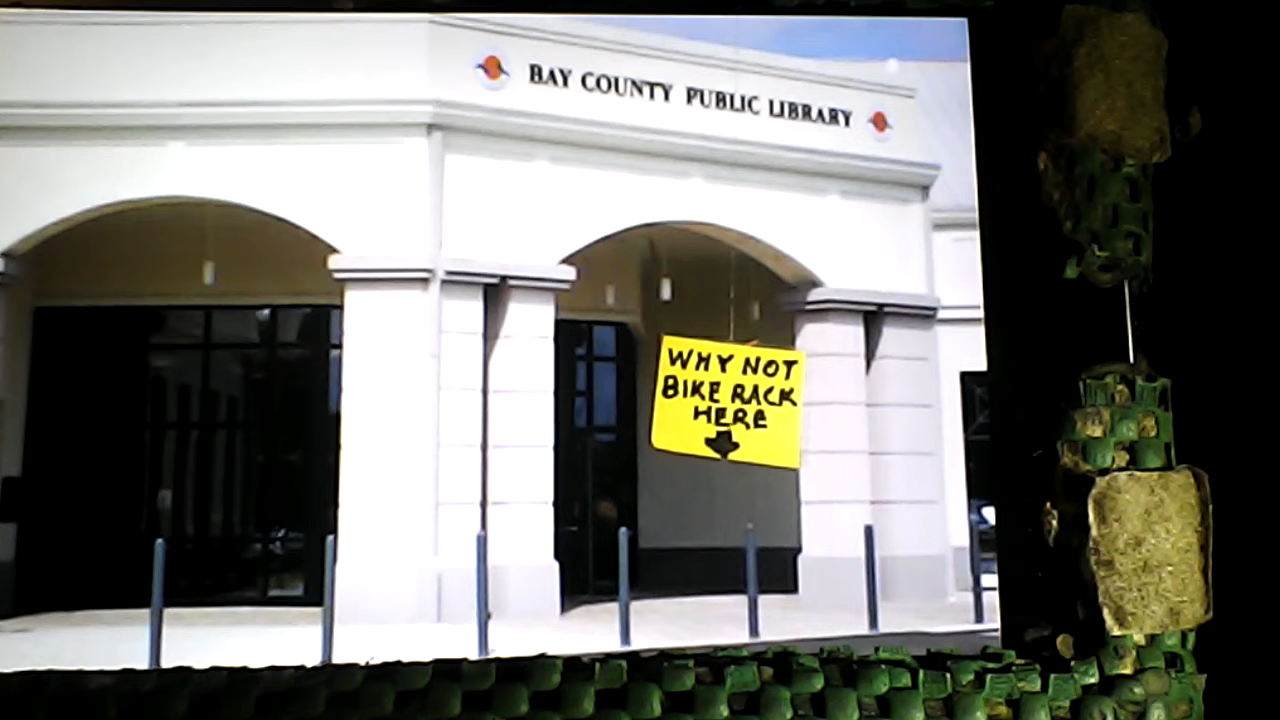 BAY COUNTY PUBLIC LIBRARY
WHY NOT
BIKE RACK
HERE